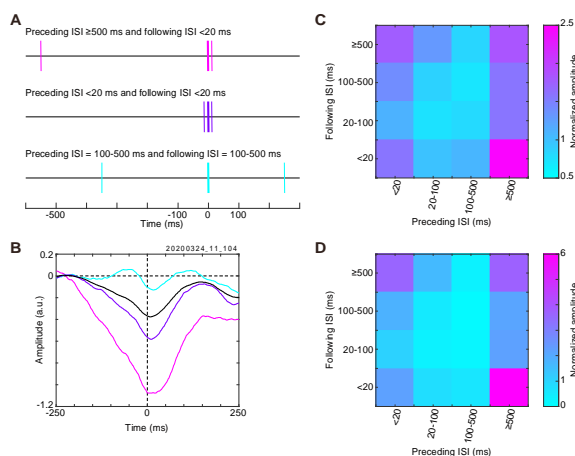 A
Preceding ISI ≥500 ms and following ISI <20 ms
Preceding ISI <20 ms and following ISI <20 ms
Preceding ISI = 100-500 ms and following ISI = 100-500 ms
-500 -100 0 100
Time (ms)
B
20200324_11_104
0.2
0
-1.2
Amplitude (a.u.)
-250 0 250
Time (ms)
C
Following ISI (ms)
≥500
100-500
20-100
<20
<20 20-100 100-500 ≥500
Preceding ISI (ms)
2.5
1
0.5
Normalized amplitude
D
Following ISI (ms)
≥500
100-500
20-100
<20
<20 20-100 100-500 ≥500
Preceding ISI (ms)
6
1
0
Normalized amplitude